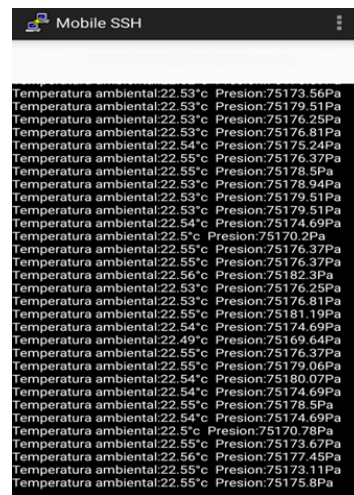 Mobile SSH
Temperatura ambiental:22.53°c Presion:75173.56Pa
Temperatura ambiental:22.53°c Presion:75179.51Pa
Temperatura ambiental:22.53°c Presion:75176.25Pa
Temperatura ambiental:22.53°c Presion:75176.81Pa
Temperatura ambiental:22.54°c Presion:75175.24Pa
Temperatura ambiental:22.55°c Presion:75176.37Pa
Temperatura ambiental:22.55°c Presion:75178.5Pa
Temperatura ambiental:22.53°c Presion:75178.94Pa
Temperatura ambiental:22.53°c Presion:75179.51Pa
Temperatura ambiental:22.53°c Presion:75179.51Pa
Temperatura ambiental:22.54°c Presion:75174.69Pa
Temperatura ambiental:22.5°c Presion:75170.2Pa
Temperatura ambiental:22.55°c Presion:75176.37Pa
Temperatura ambiental:22.55°c Presion:75176.37Pa
Temperatura ambiental:22.56°c Presion:75182.3Pa
Temperatura ambiental:22.53°c Presion:75176.25Pa
Temperatura ambiental:22.53°c Presion:75176.81Pa
Temperatura ambiental:22.55°c Presion:75181.19Pa
Temperatura ambiental:22.54°c Presion:75174.69Pa
Temperatura ambiental:22.49°c Presion:75169.64Pa
Temperatura ambiental:22.55°c Presion:75176.37Pa
Temperatura ambiental:22.55°c Presion:75179.06Pa
Temperatura ambiental:22.54°c Presion:75180.07Pa
Temperatura ambiental:22.54°c Presion:75174.69Pa
Temperatura ambiental:22.55°c Presion:75178.5Pa
Temperatura ambiental:22.54°c Presion:75174.69Pa
Temperatura ambiental:22.5°c Presion:75170.78Pa
Temperatura ambiental:22.55°c Presion:75173.67Pa
Temperatura ambiental:22.56°c Presion:75177.45Pa
Temperatura ambiental:22.55°c Presion:75173.11Pa
Temperatura ambiental:22.55°c Presion:75175.8Pa